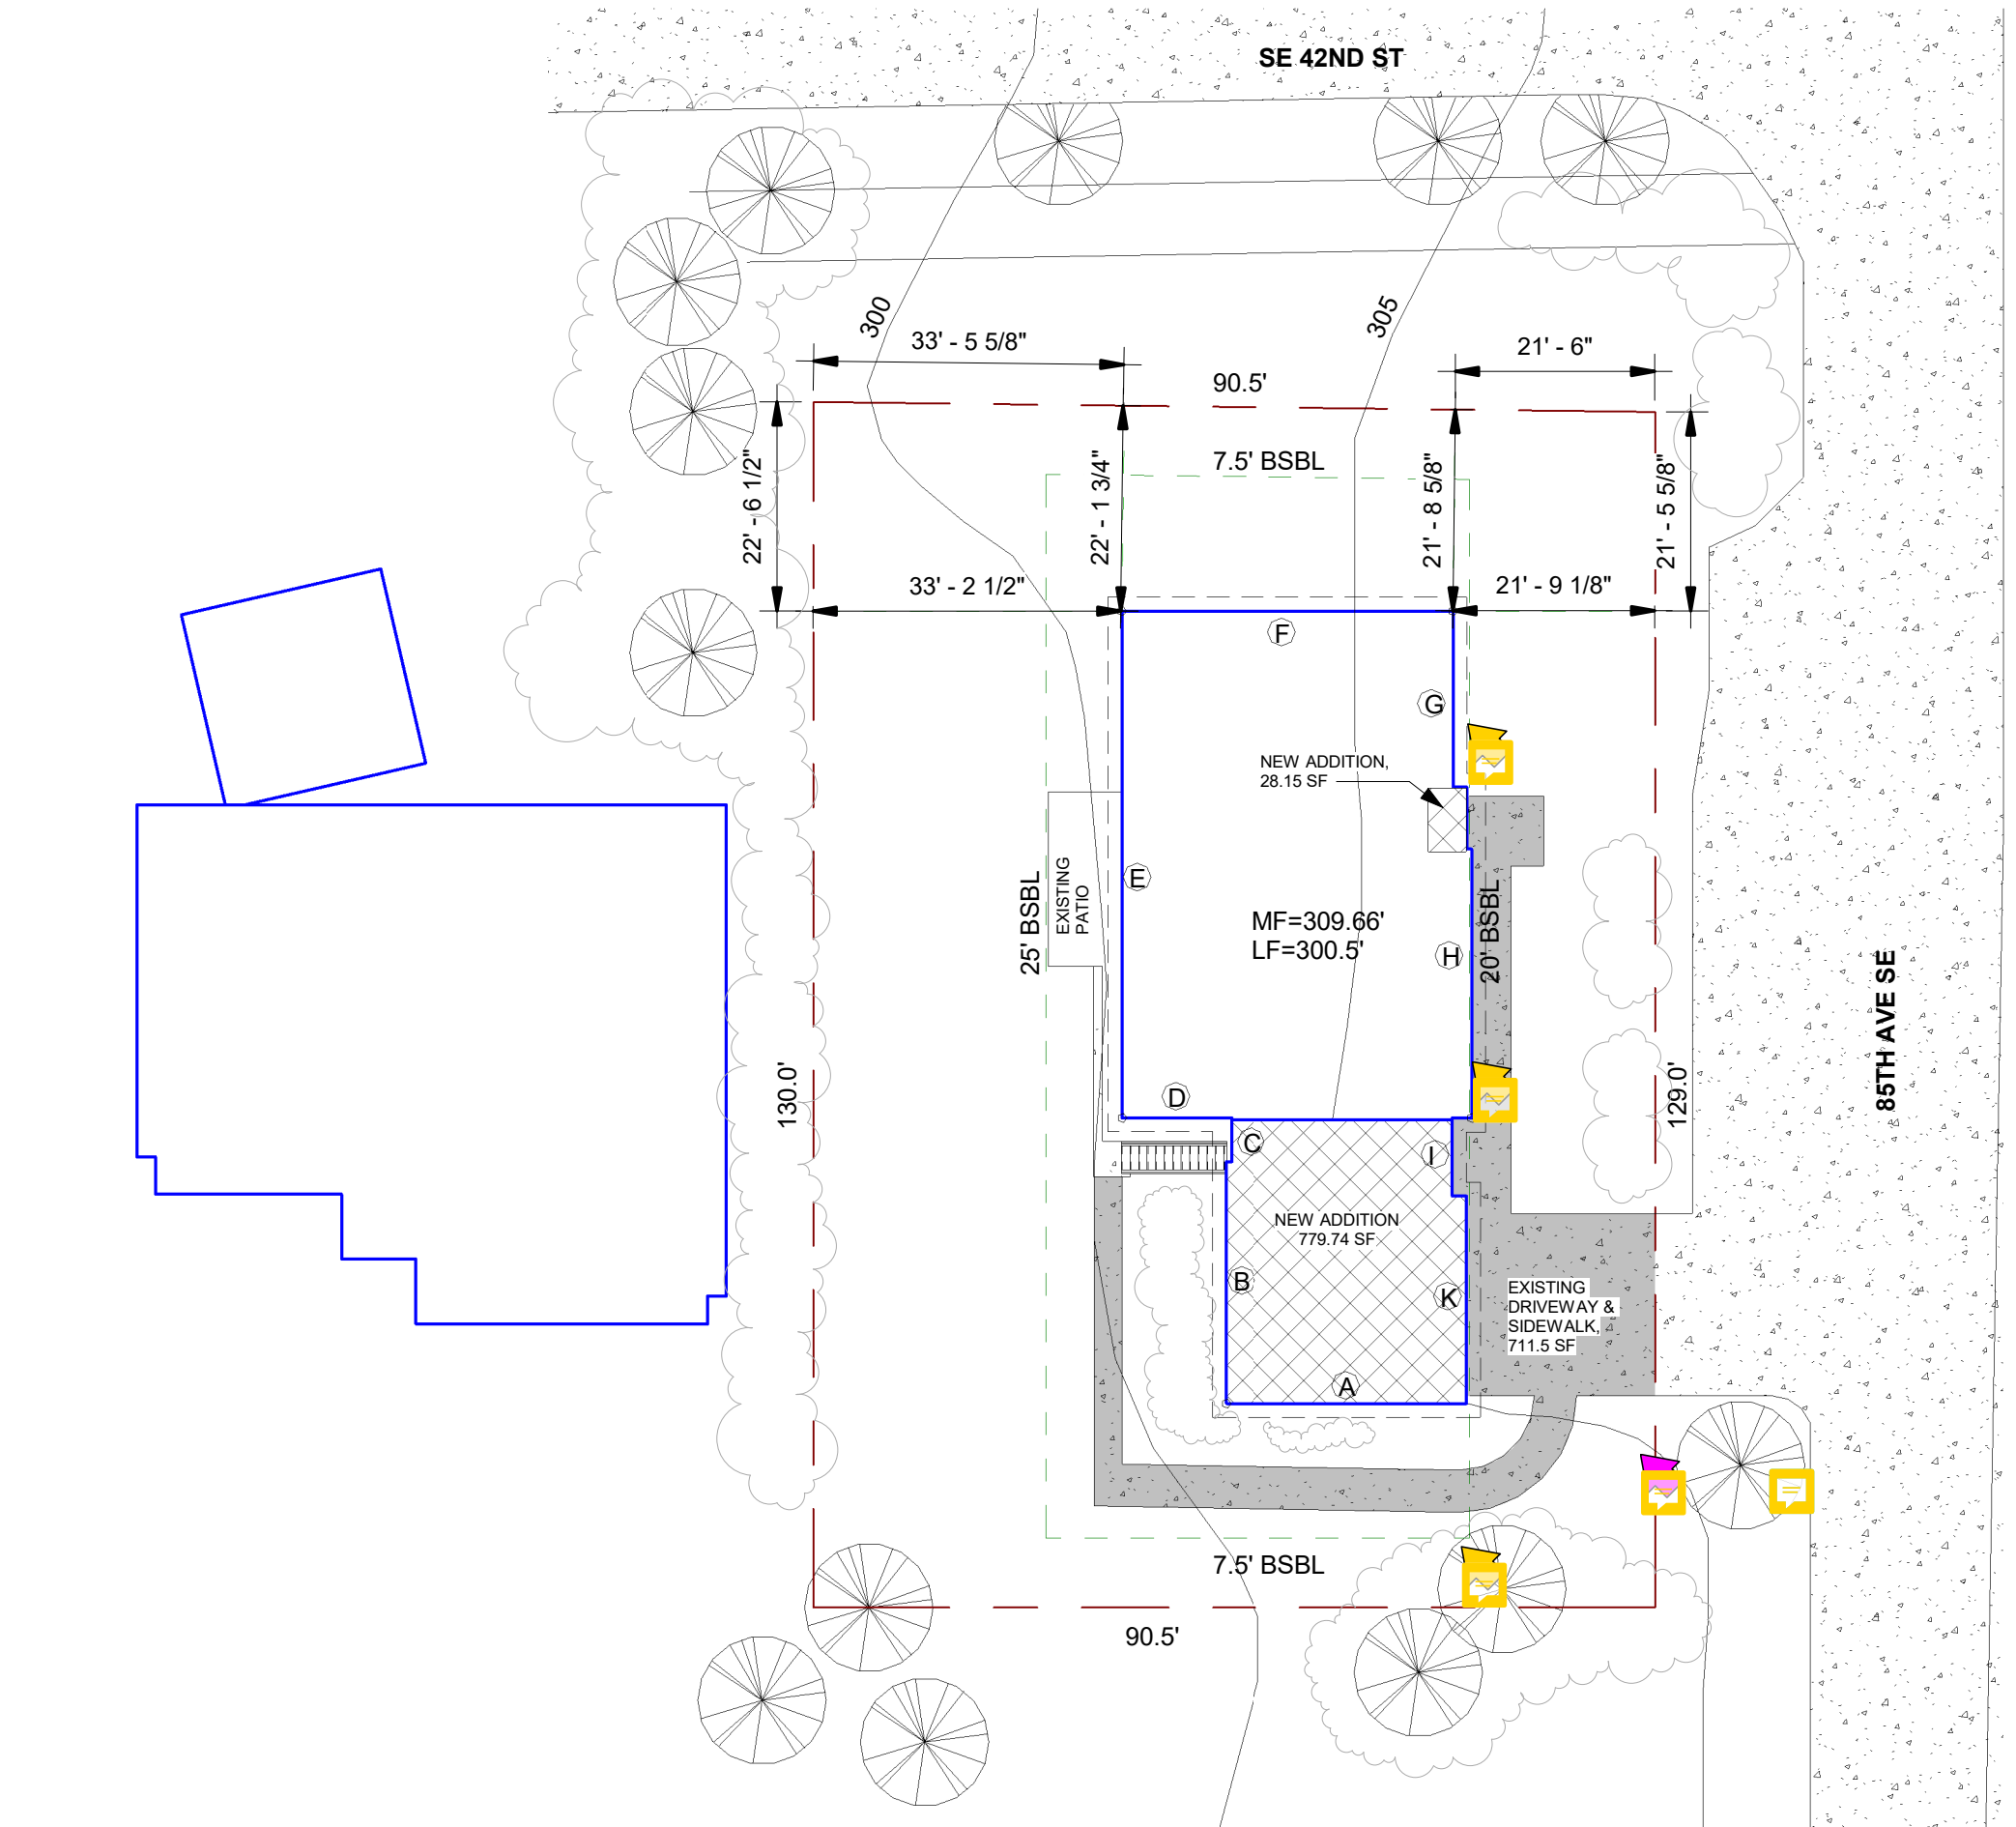 SE 42ND ST
300
305
33' - 5 5/8"
21' - 6"
90.5'
7.5' BSBL
22' - 6 1/2"
22' - 1 3/4"
21' - 8 5/8"
21' - 5 5/8"
33' - 2 1/2"
21' - 9 1/8"
F
G
NEW ADDITION,
28.15 SF
E
EXISTING
PATIO
25' BSBL
MF=309.66'
LF=300.5'
H
20' BSBL
85TH AVE SE
130.0'
129.0'
D
C
I
NEW ADDITION
779.74 SF
B
K
EXISTING
DRIVEWAY &
SIDEWALK,
711.5 SF
A
7.5' BSBL
90.5'